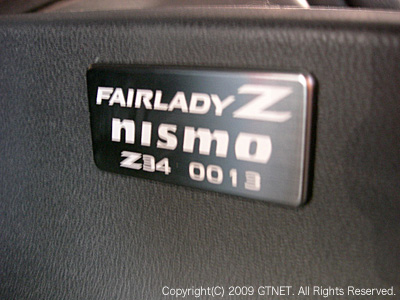 FAIRLADY Z
nismo
Z34 0013
Copyright(C) 2009 GTNET. All Rights Reserved.